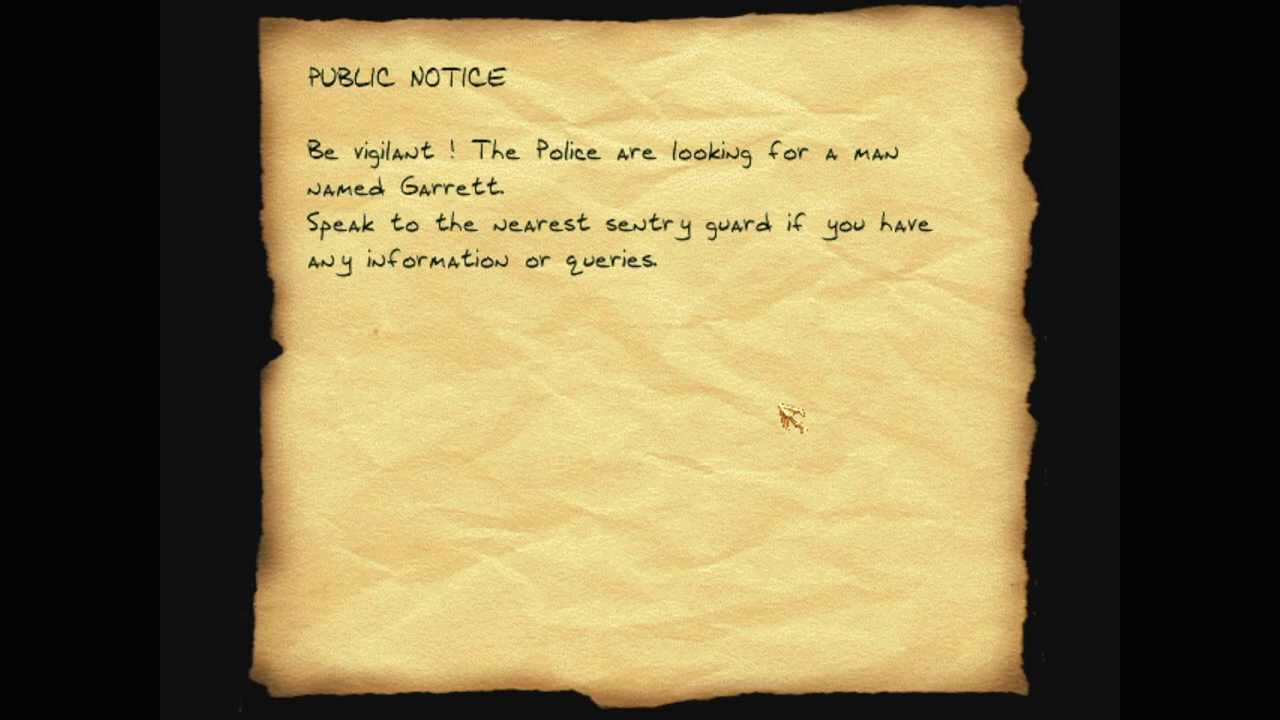 PUBLIC NOTICE
Be vigilant ! The Police are looking for a man
named Garrett.
Speak to the nearest sentry guard if you have
any information or queries.